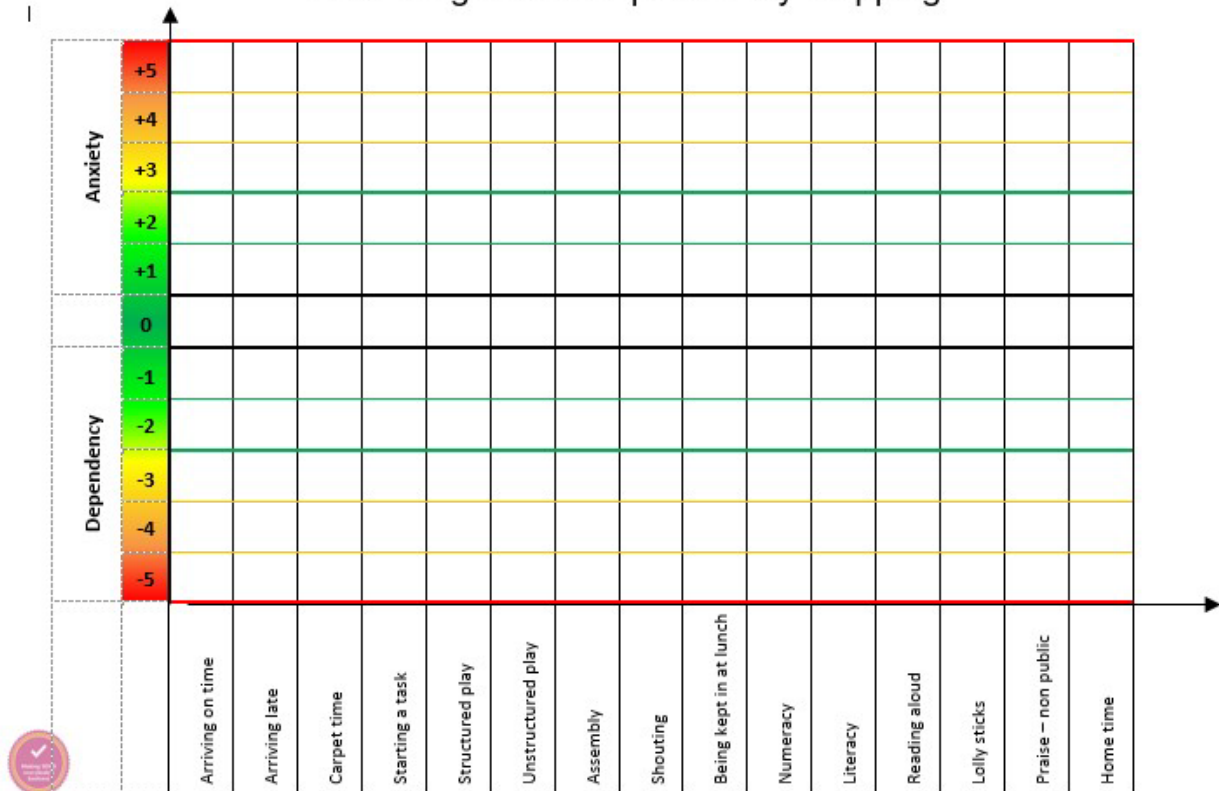 Anxiety
+5
+4
+3
+2
+1
0
Dependency
-1
-2
-3
-4
-5
Arriving on time
Arriving late
Carpet time
Starting a task
Structured play
Unstructured play
Assembly
Shouting
Being kept in at lunch
Numeracy
Literacy
Reading aloud
Lolly sticks
Praise – non public
Home time